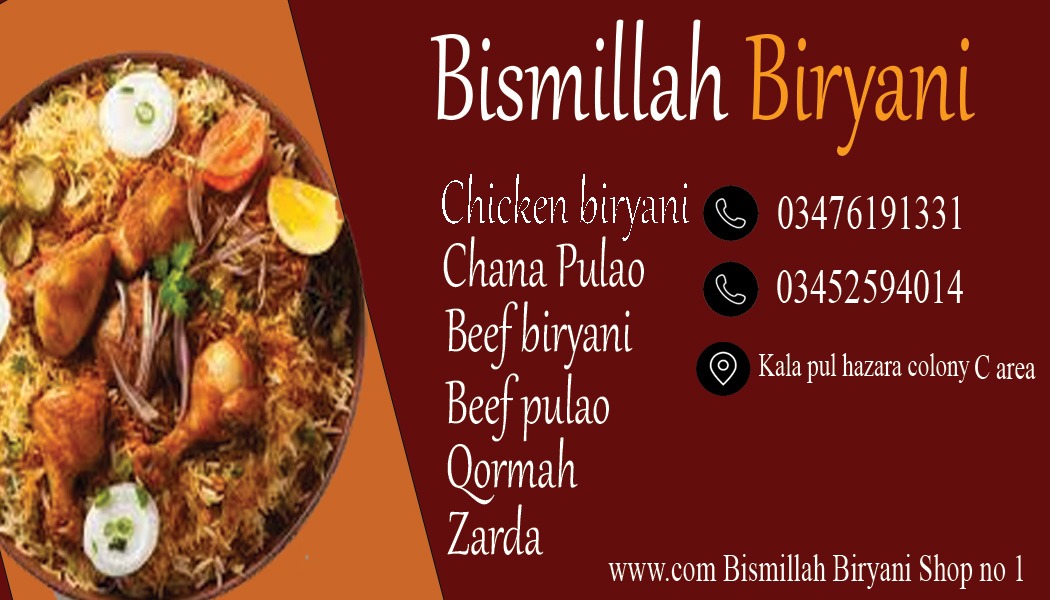 Bismillah Biryani
Chicken biryani
Chana Pulao
Beef biryani
Beef pulao
Qormah
Zarda
03476191331
03452594014
Kala pul hazara colony C area
www.com Bismillah Biryani Shop no 1